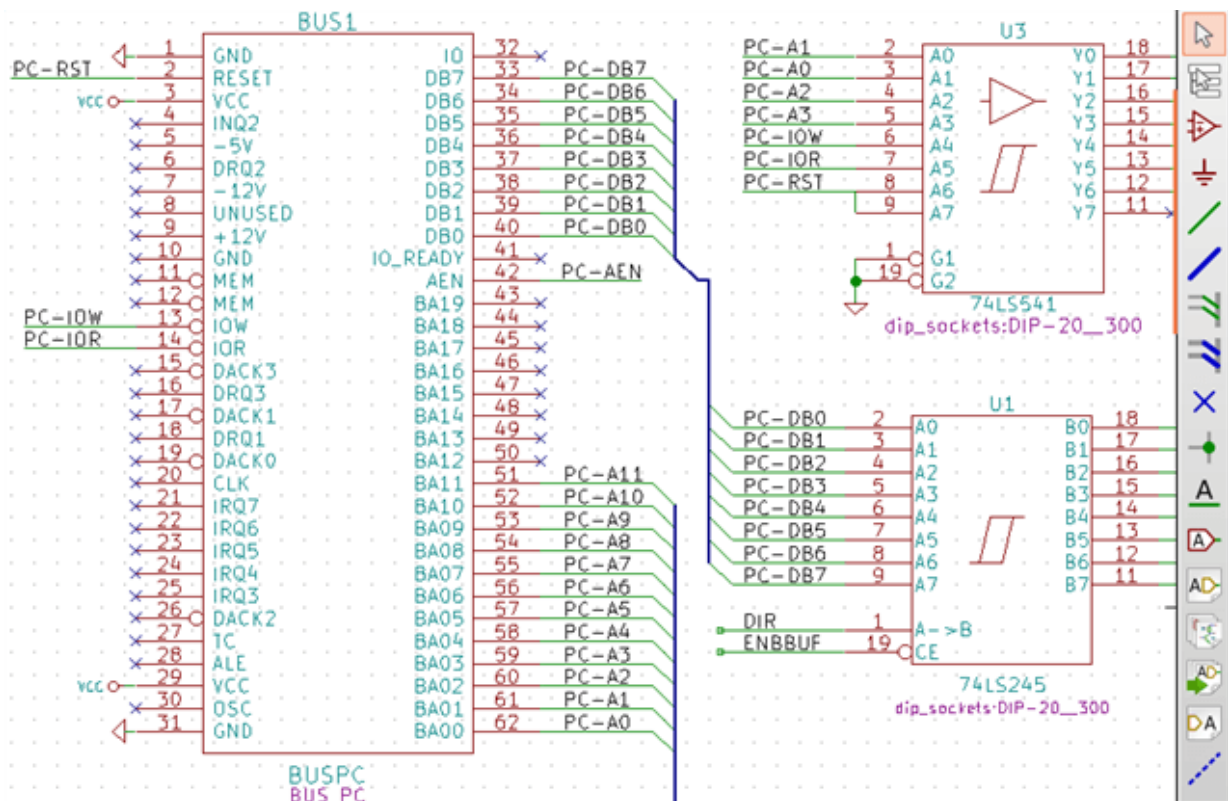 BUS1
1 GND
PC-RST 2 RESET
VCC 3 VCC
4 INQ2
5 -5V
6 DRQ2
7 -12V
8 UNUSED
9 +12V
10 GND
11 MEM
12 MEM
PC-IOW 13 IOW
PC-IOR 14 IOR
15 DACK3
16 DRQ3
17 DACK1
18 DRQ1
19 DACK0
20 CLK
21 IRQ7
22 IRQ6
23 IRQ5
24 IRQ4
25 IRQ3
26 DACK2
27 TC
28 ALE
VCC 29 VCC
30 OSC
31 GND
IO 32
DB7 33 PC-DB7
DB6 34 PC-DB6
DB5 35 PC-DB5
DB4 36 PC-DB4
DB3 37 PC-DB3
DB2 38 PC-DB2
DB1 39 PC-DB1
DB0 40 PC-DB0
IO_READY 41
AEN 42 PC-AEN
BA19 43
BA18 44
BA17 45
BA16 46
BA15 47
BA14 48
BA13 49
BA12 50
BA11 51 PC-A11
BA10 52 PC-A10
BA09 53 PC-A9
BA08 54 PC-A8
BA07 55 PC-A7
BA06 56 PC-A6
BA05 57 PC-A5
BA04 58 PC-A4
BA03 59 PC-A3
BA02 60 PC-A2
BA01 61 PC-A1
BA00 62 PC-A0
BUSPC
BUS_PC
U3
PC-A1 2 A0 Y0 18
PC-A0 3 A1 Y1 17
PC-A2 4 A2 Y2 16
PC-A3 5 A3 Y3 15
PC-IOW 6 A4 Y4 14
PC-IOR 7 A5 Y5 13
PC-RST 8 A6 Y6 12
9 A7 Y7 11
1 G1
19 G2
74LS541
dip_sockets:DIP-20__300
U1
PC-DB0 2 A0 B0 18
PC-DB1 3 A1 B1 17
PC-DB2 4 A2 B2 16
PC-DB3 5 A3 B3 15
PC-DB4 6 A4 B4 14
PC-DB5 7 A5 B5 13
PC-DB6 8 A6 B6 12
PC-DB7 9 A7 B7 11
DIR 1 A->B
ENBBUF 19 CE
74LS245
dip_sockets:DIP-20__300
A
A
AD
DA